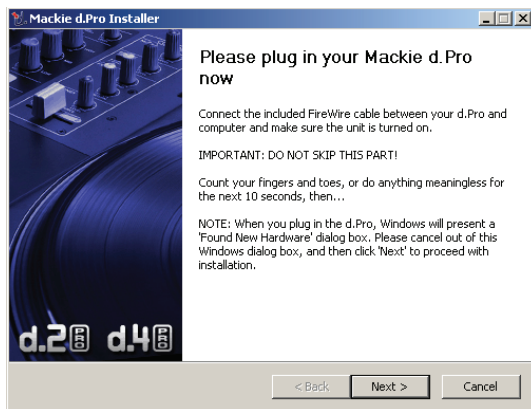 Mackie d.Pro Installer
Please plug in your Mackie d.Pro
now
Connect the included FireWire cable between your d.Pro and
computer and make sure the unit is turned on.
IMPORTANT: DO NOT SKIP THIS PART!
Count your fingers and toes, or do anything meaningless for
the next 10 seconds, then...
NOTE: When you plug in the d.Pro, Windows will present a
'Found New Hardware' dialog box. Please cancel out of this
Windows dialog box, and then click 'Next' to proceed with
installation.
d.2 PRO d.4 PRO
< Back Next > Cancel